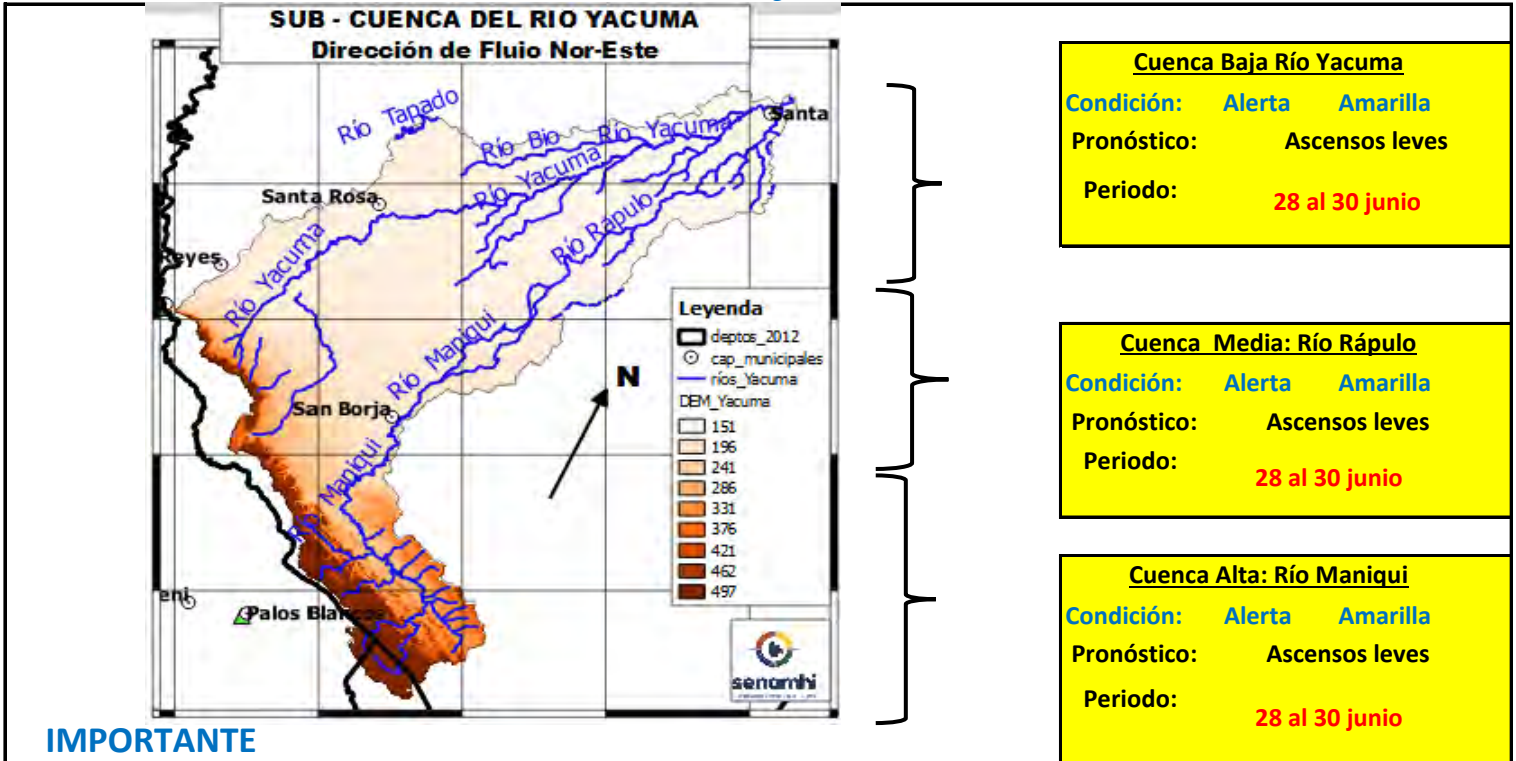 SUB - CUENCA DEL RIO YACUMA
Dirección de Flujo Nor-Este
Río Tapado
Río Bio
Río Yacuma
Santa
Río Yacuma
Santa Rosa
Río Rápulo
Reyes
Río Yacuma
Río Maniqui
San Borja
Río Maniqui
eni
Palos Blancos
N
Leyenda
deptos_2012
cap_municipales
ríos_Yacuma
DEM_Yacuma
151
196
241
286
331
376
421
462
497
senamhi
Cuenca Baja Río Yacuma
Condición: Alerta Amarilla
Pronóstico: Ascensos leves
Periodo: 28 al 30 junio
Cuenca Media: Río Rápulo
Condición: Alerta Amarilla
Pronóstico: Ascensos leves
Periodo: 28 al 30 junio
Cuenca Alta: Río Maniqui
Condición: Alerta Amarilla
Pronóstico: Ascensos leves
Periodo: 28 al 30 junio
IMPORTANTE